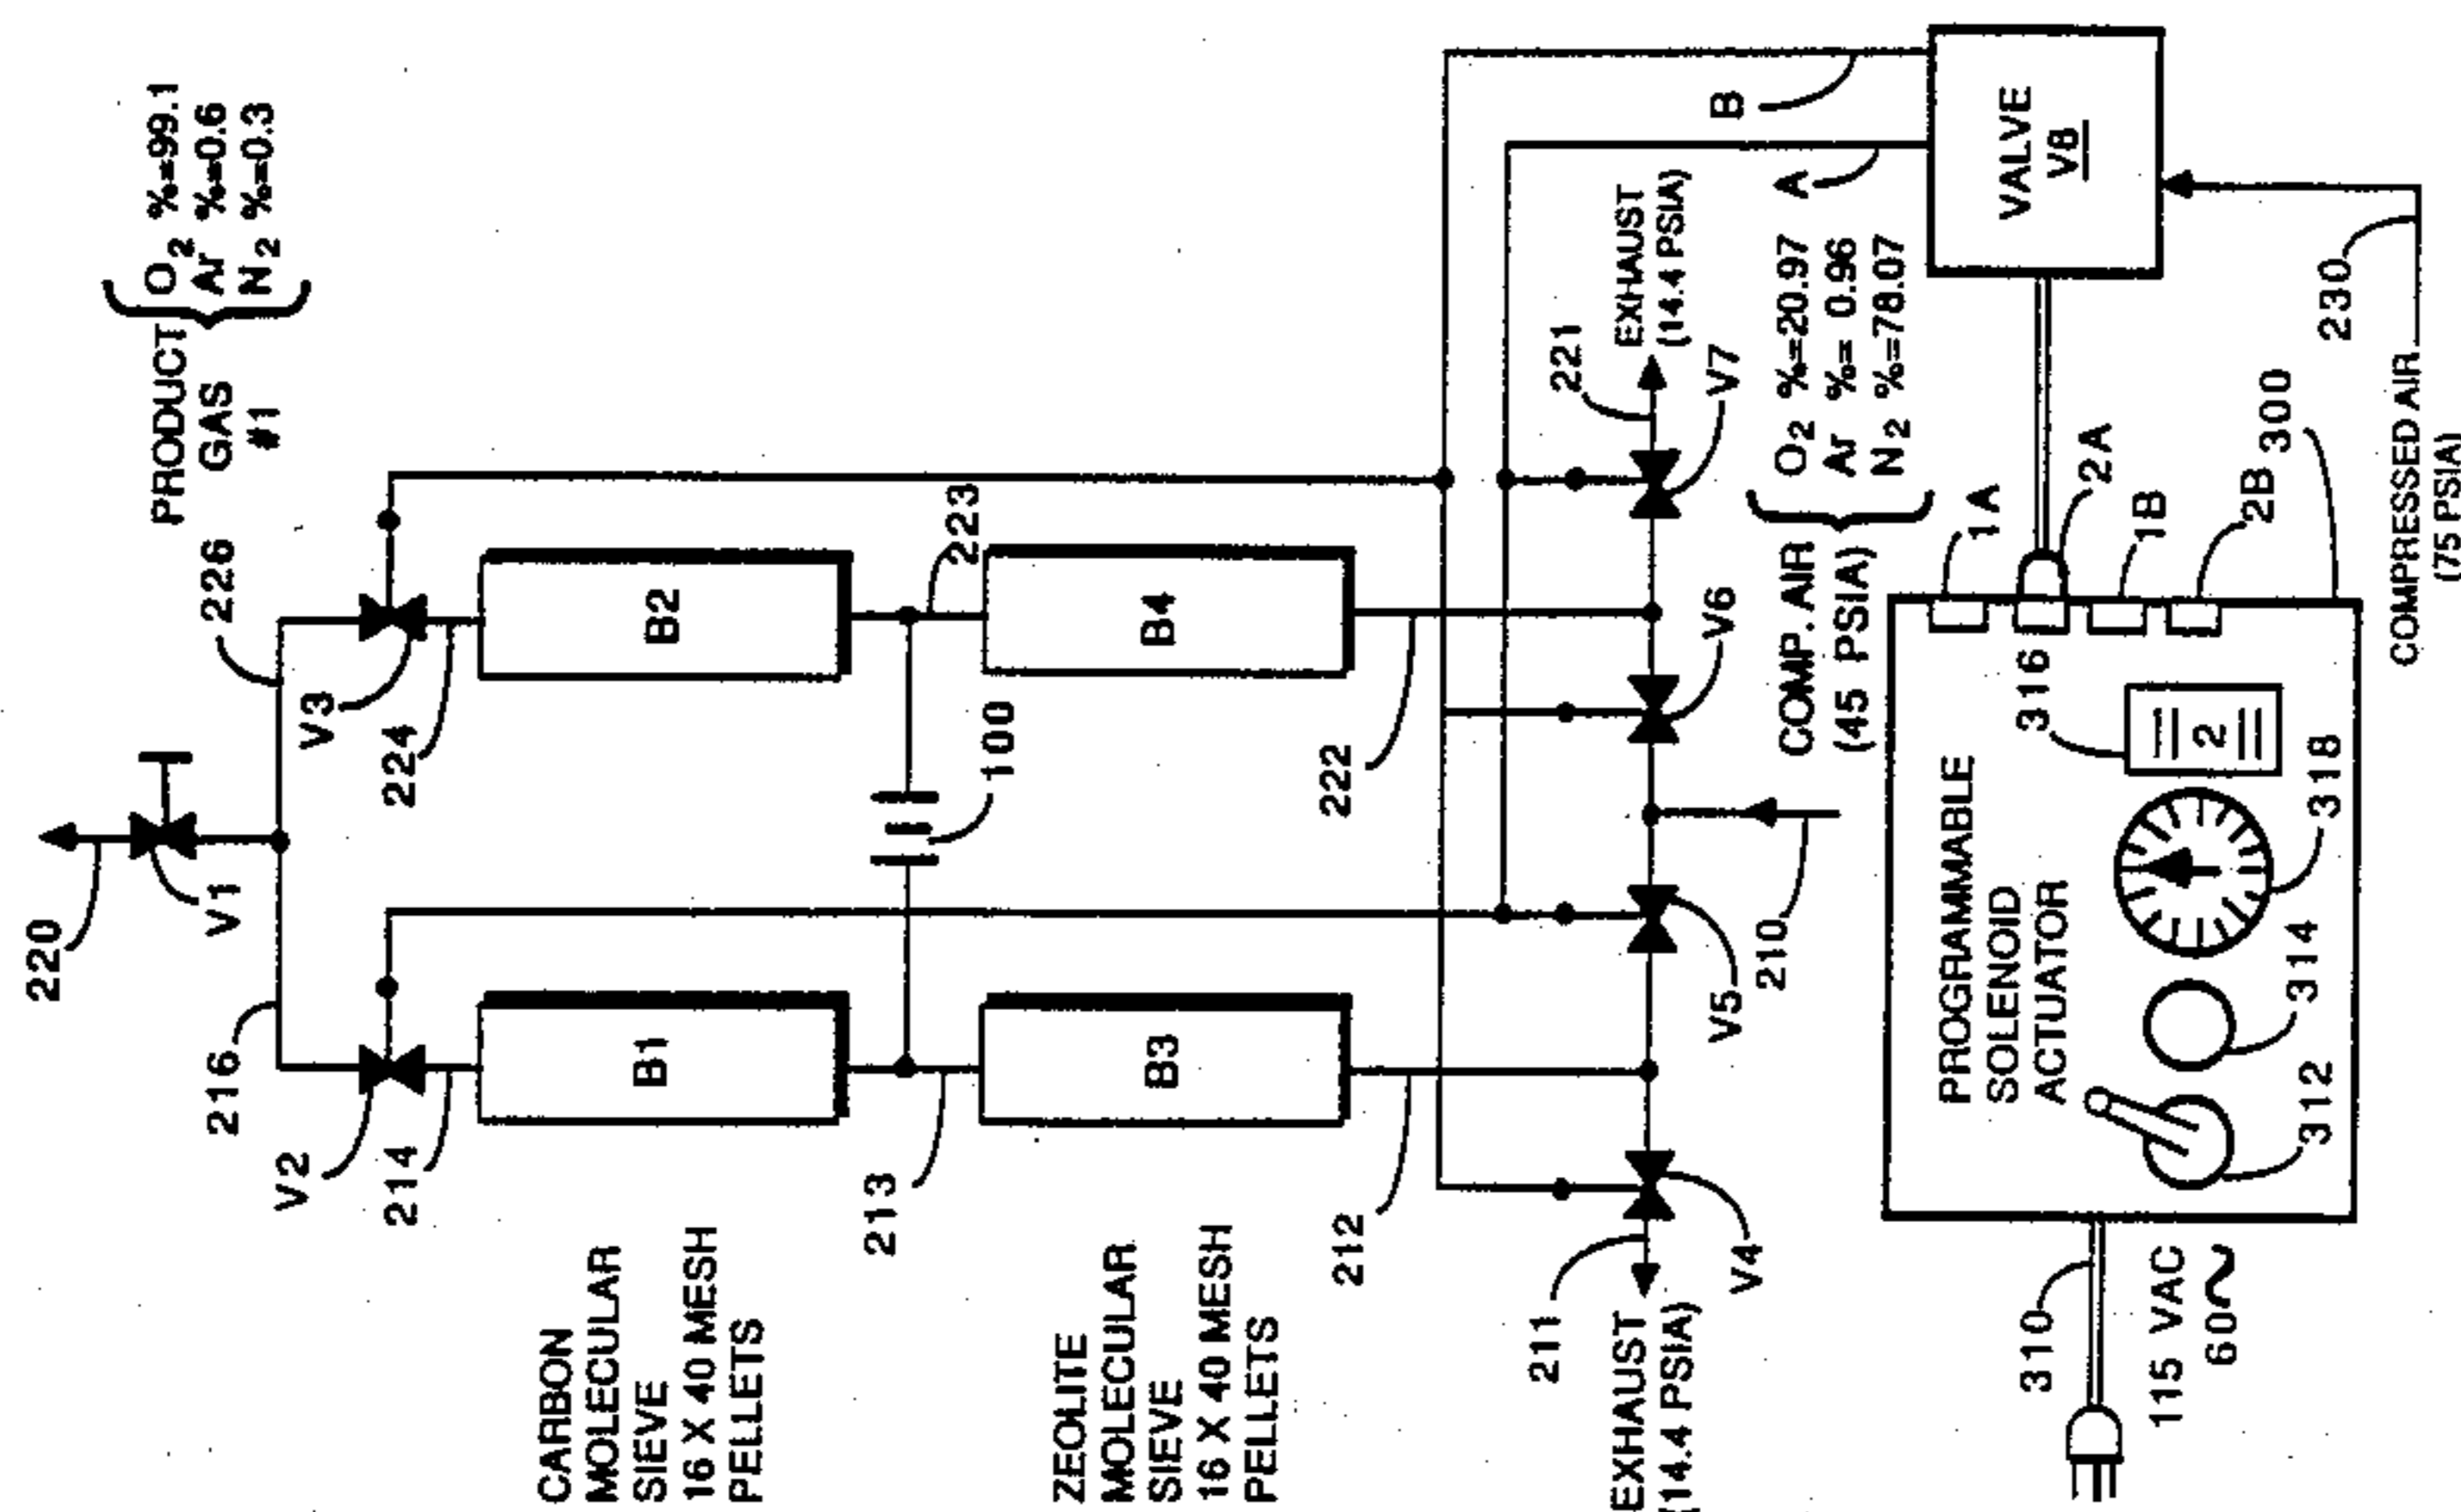 PRODUCT
GAS
#1
O2 %=99.1
Ar %=0.6
N2 %=0.3
220
V1
216
226
V2
V3
214
224
CARBON
MOLECULAR
SIEVE
16 X 40 MESH
PELLETS
B1
B2
213
223
100
ZEOLITE
MOLECULAR
SIEVE
16 X 40 MESH
PELLETS
B3
B4
212
222
211
221
EXHAUST
(14.4 PSIA)
EXHAUST
(14.4 PSIA)
V4
V5
V6
V7
210
COMP. AIR
(45 PSIA)
O2 %=20.97
Ar %= 0.96
N2 %=78.07
A
B
VALVE
V8
230
COMPRESSED AIR
(75 PSIA)
310
115 VAC
60~
PROGRAMMABLE
SOLENOID
ACTUATOR
312
314
318
316
2
1A
2A
1B
2B
300